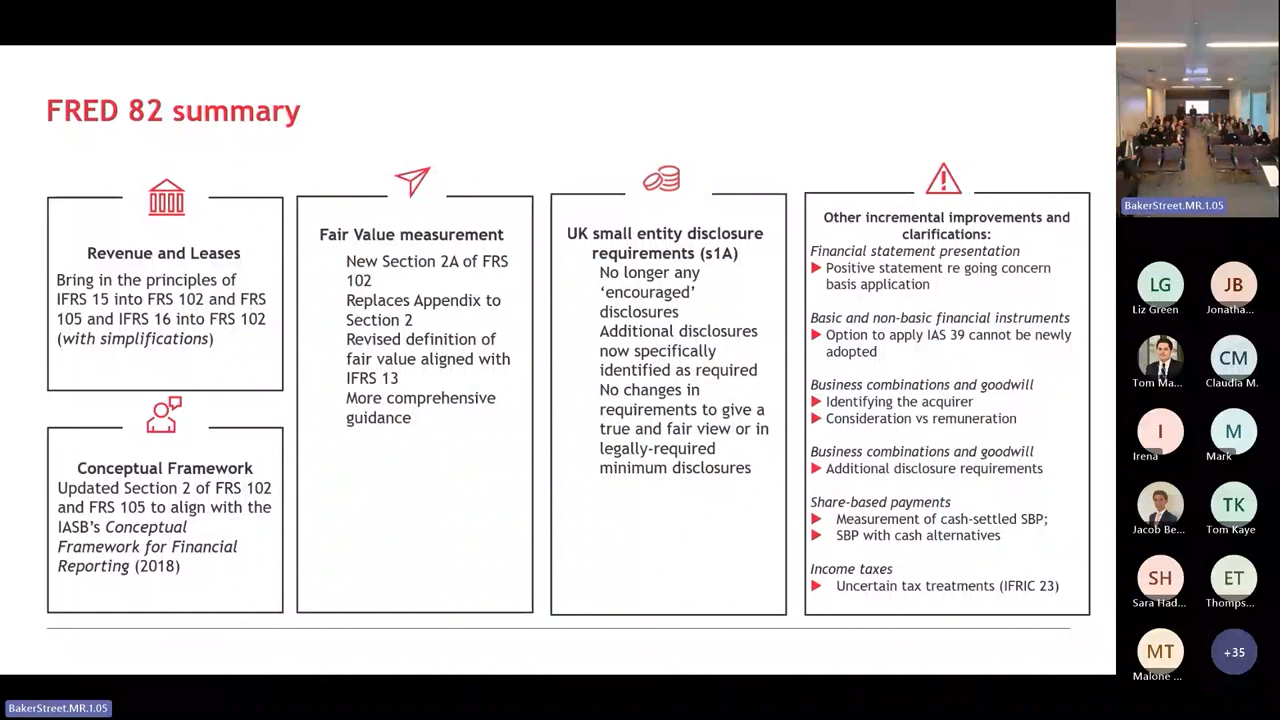 FRED 82 summary
Revenue and Leases
Bring in the principles of
IFRS 15 into FRS 102 and FRS
105 and IFRS 16 into FRS 102
(with simplifications)
Conceptual Framework
Updated Section 2 of FRS 102
and FRS 105 to align with the
IASB's Conceptual
Framework for Financial
Reporting (2018)
Fair Value measurement
New Section 2A of FRS
102
Replaces Appendix to
Section 2
Revised definition of
fair value aligned with
IFRS 13
More comprehensive
guidance
UK small entity disclosure
requirements (s1A)
No longer any
‘encouraged’
disclosures
Additional disclosures
now specifically
identified as required
No changes in
requirements to give a
true and fair view or in
legally-required
minimum disclosures
Other incremental improvements and
clarifications:
Financial statement presentation
Positive statement re going concern
basis application
Basic and non-basic financial instruments
Option to apply IAS 39 cannot be newly
adopted
Business combinations and goodwill
Identifying the acquirer
Consideration vs remuneration
Business combinations and goodwill
Additional disclosure requirements
Share-based payments
Measurement of cash-settled SBP;
SBP with cash alternatives
Income taxes
Uncertain tax treatments (IFRIC 23)
BakerStreet.MR.1.05
LG
Liz Green
JB
Jonatha...
Tom Ma...
CM
Claudia M.
I
Irena
M
Mark
Jacob Be...
TK
Tom Kaye
SH
Sara Had...
ET
Thomps...
MT
Malone ...
+35
BakerStreet.MR.1.05